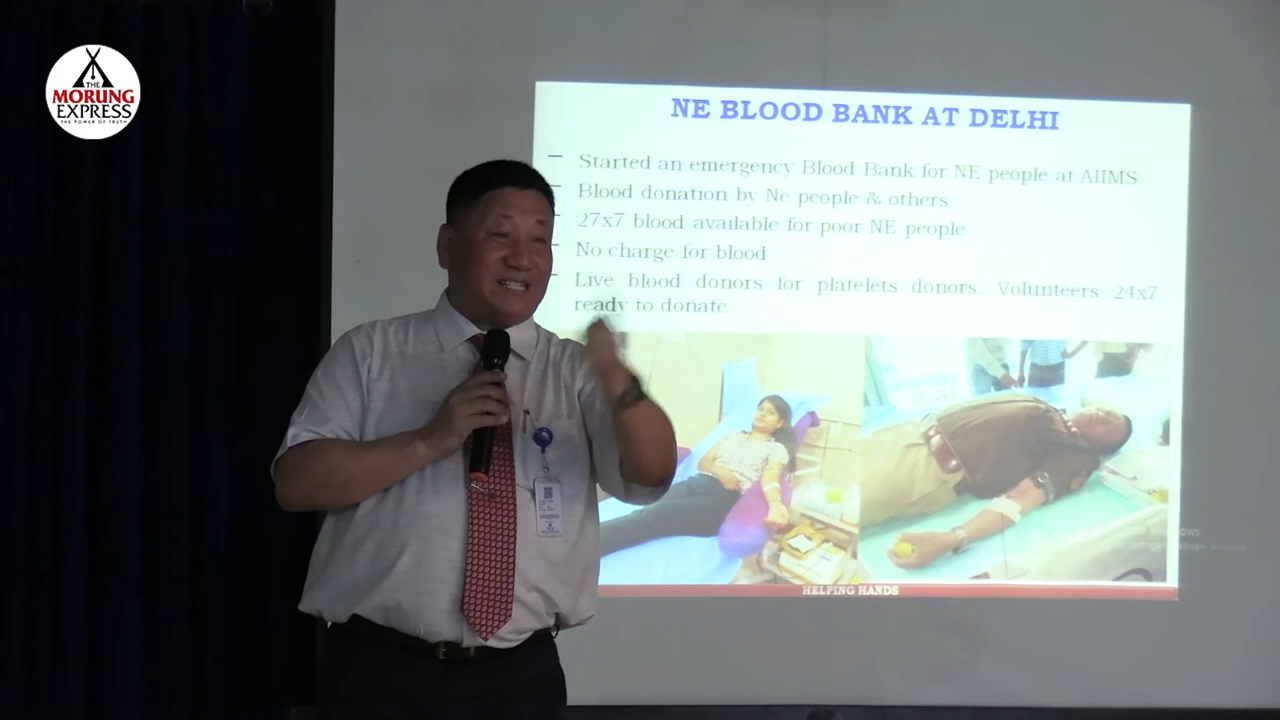 THE
MORUNG
EXPRESS
THE POWER OF TRUTH
NE BLOOD BANK AT DELHI
– Started an emergency Blood Bank for NE people at AIIMS
– Blood donation by Ne people & others
– 27x7 blood available for poor NE people
– No charge for blood
– Live blood donors for platelets donors. Volunteers 24x7
ready to donate
HELPING HANDS